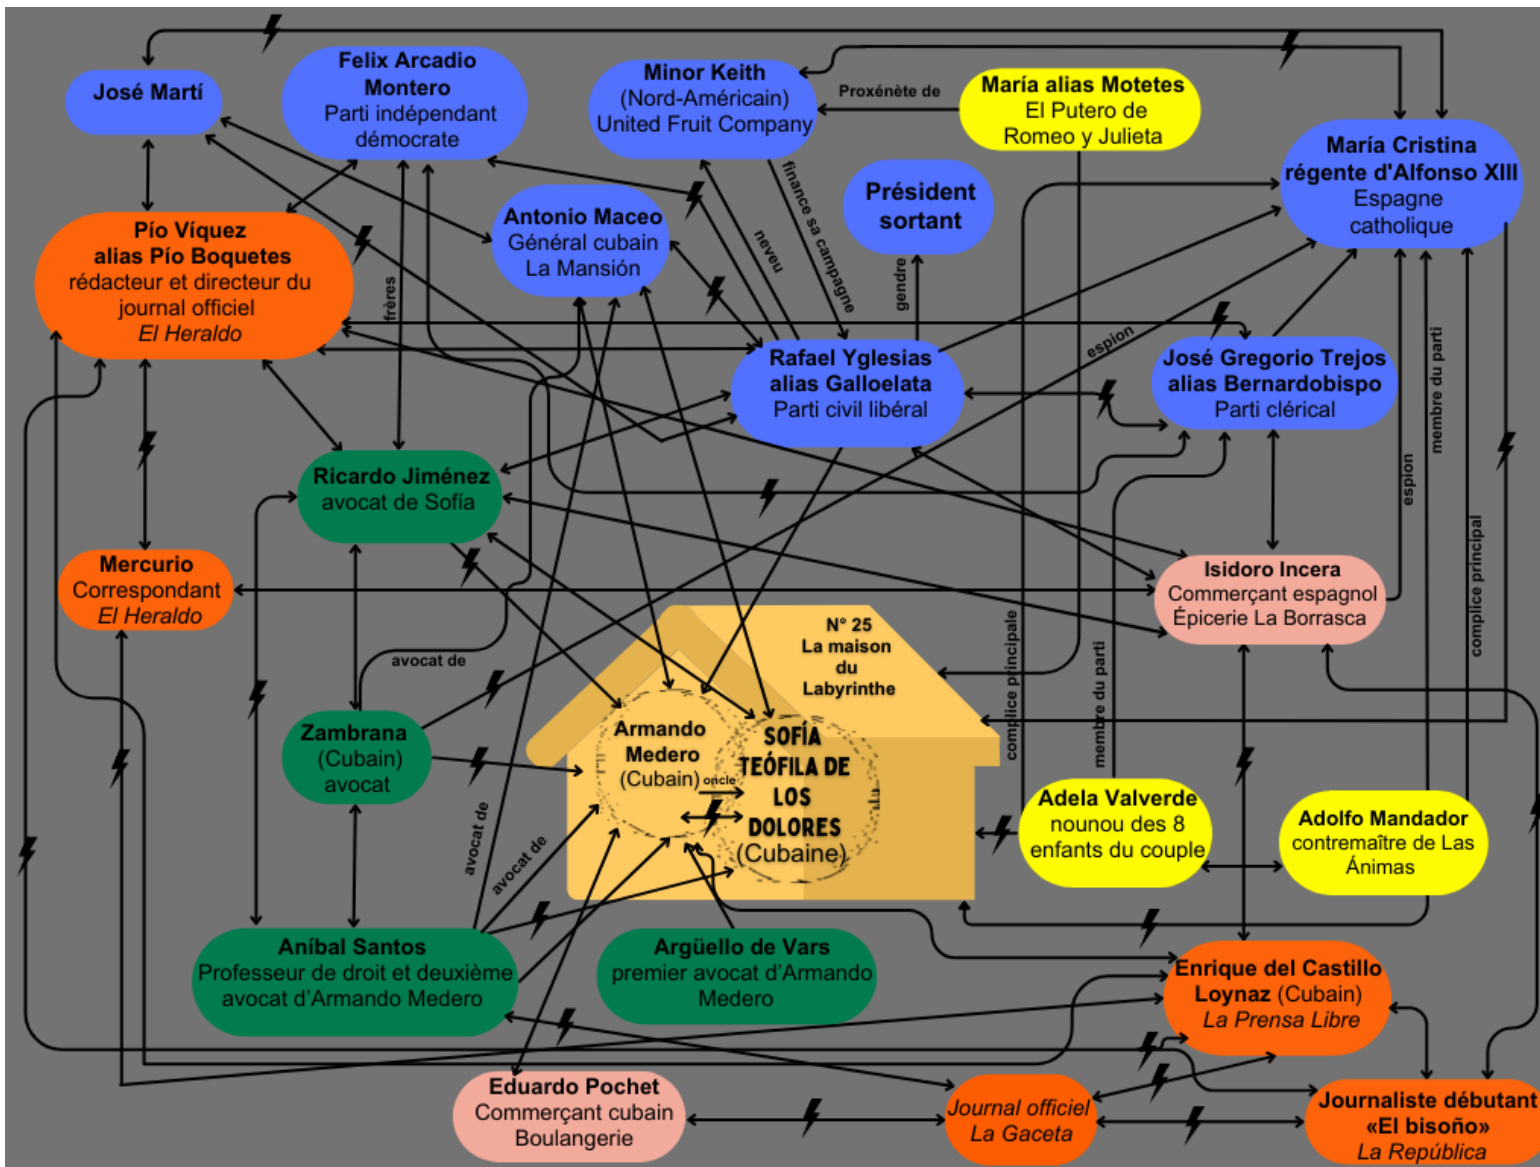 José Martí
Felix Arcadio
Montero
Parti indépendant
démocrate
Minor Keith
(Nord-Américain)
United Fruit Company
Proxénète de
María alias Motetes
El Putero de
Romeo y Julieta
María Cristina
régente d'Alfonso XIII
Espagne
catholique
Pío Víquez
alias Pío Boquetes
rédacteur et directeur du
journal officiel
El Heraldo
frères
Antonio Maceo
Général cubain
La Mansión
neveu
finance sa campagne
Président
sortant
gendre
espion
Rafael Yglesias
alias Galloelata
Parti civil libéral
José Gregorio Trejos
alias Bernardobispo
Parti clérical
membre du parti
espion
complice principal
Ricardo Jiménez
avocat de Sofía
Mercurio
Correspondant
El Heraldo
Isidoro Incera
Commerçant espagnol
Épicerie La Borrasca
N° 25
La maison
du
Labyrinthe
avocat de
Zambrana
(Cubain)
avocat
Armando
Medero
(Cubain)
oncle
SOFÍA
TEÓFILA DE
LOS
DOLORES
(Cubaine)
complice principale
membre du parti
Adela Valverde
nounou des 8
enfants du couple
Adolfo Mandador
contremaître de Las
Ánimas
avocat de
avocat de
Aníbal Santos
Professeur de droit et deuxième
avocat d'Armando Medero
Argüello de Vars
premier avocat d’Armando
Medero
Enrique del Castillo
Loynaz (Cubain)
La Prensa Libre
Eduardo Pochet
Commerçant cubain
Boulangerie
Journal officiel
La Gaceta
Journaliste débutant
«El bisoño»
La República